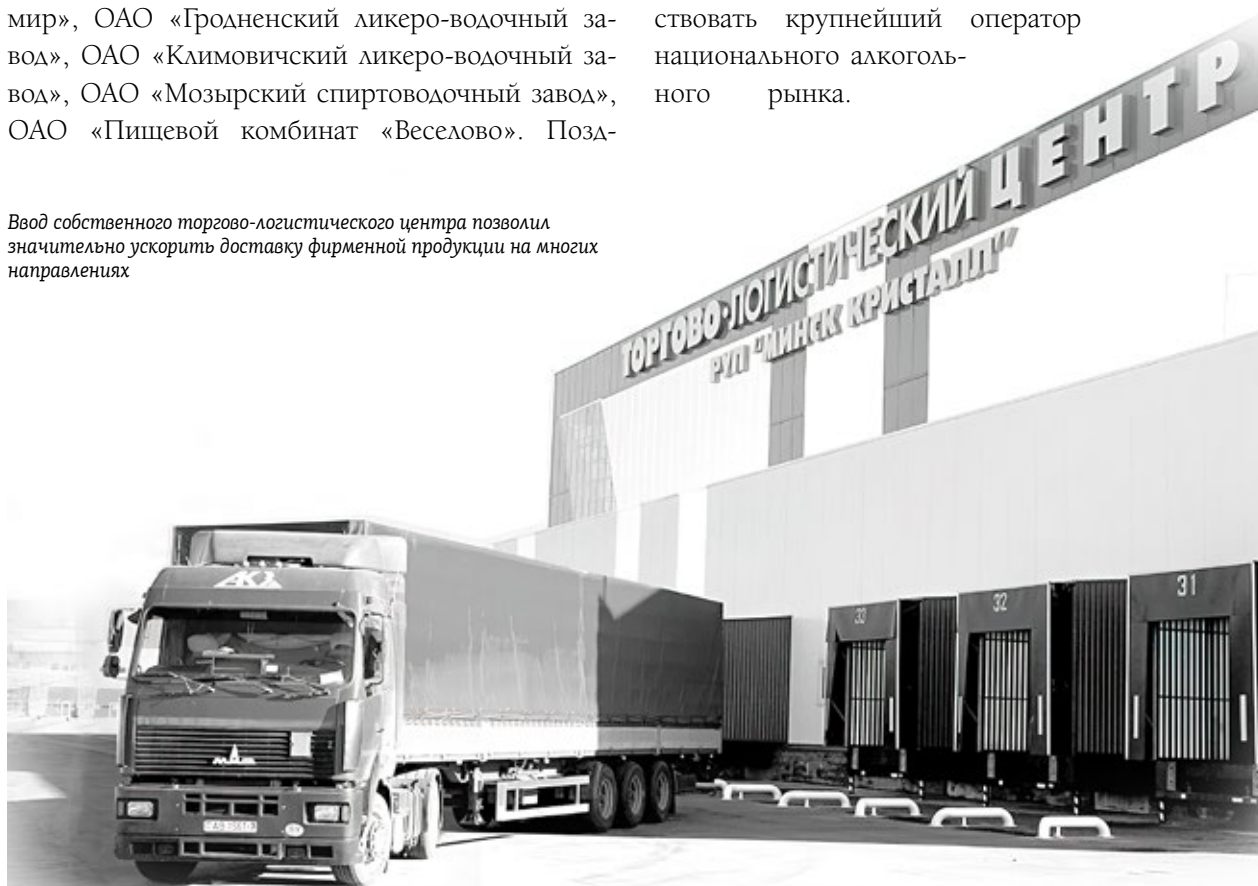 мир», ОАО «Гродненский ликеро-водочный за-
вод», ОАО «Климовичский ликеро-водочный за-
вод», ОАО «Мозырский спиртоводочный завод»,
ОАО «Пищевой комбинат «Веселово». Позд-
ствовать крупнейший оператор
национального алкоголь-
ного рынка.
Ввод собственного торгово-логистического центра позволил
значительно ускорить доставку фирменной продукции на многих
направлениях
ТОРГОВО-ЛОГИСТИЧЕСКИЙ ЦЕНТР
РУП "МИНСК КРИСТАЛЛ"
33
32
31
МАЗ